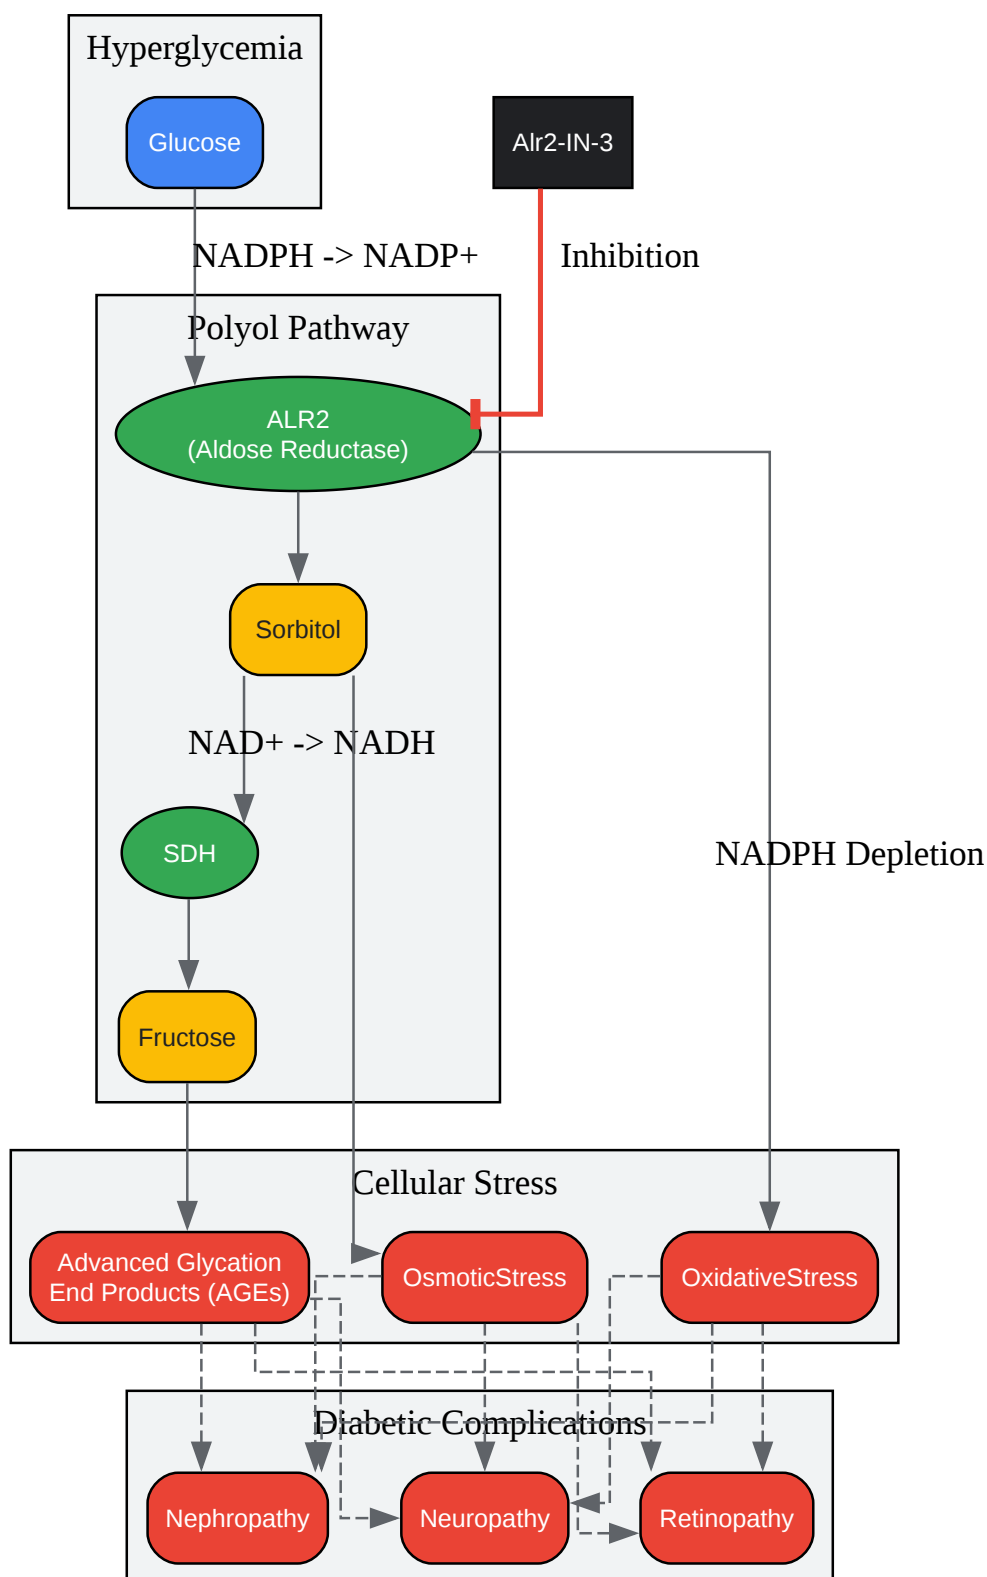 Hyperglycemia
Glucose
Alr2-IN-3
NADPH -> NADP+
Inhibition
Polyol Pathway
ALR2
(Aldose Reductase)
Sorbitol
NAD+ -> NADH
SDH
NADPH Depletion
Fructose
Cellular Stress
Advanced Glycation
End Products (AGEs)
OsmoticStress
OxidativeStress
Diabetic Complications
Nephropathy
Neuropathy
Retinopathy